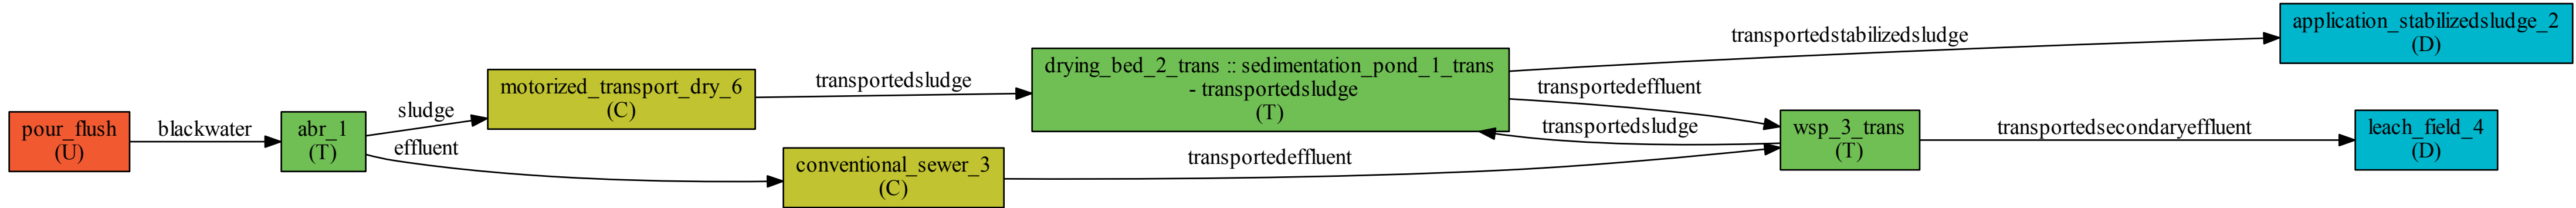 pour_flush
(U)
blackwater
abr_1
(T)
sludge
effluent
motorized_transport_dry_6
(C)
conventional_sewer_3
(C)
transportedsludge
transportedeffluent
drying_bed_2_trans :: sedimentation_pond_1_trans
- transportedsludge
(T)
transportedstabilizedsludge
transportedeffluent
transportedsludge
wsp_3_trans
(T)
transportedsecondaryeffluent
application_stabilizedsludge_2
(D)
leach_field_4
(D)